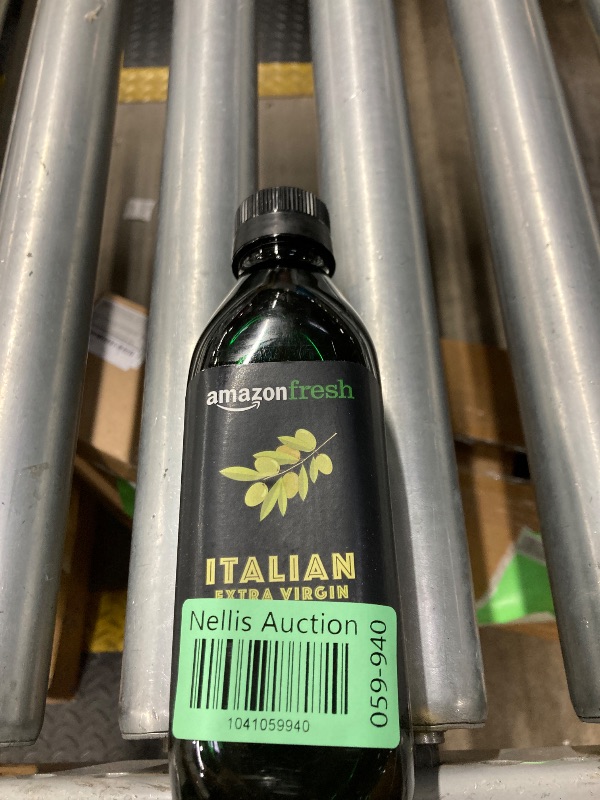 amazonfresh
ITALIAN
EXTRA VIRGIN
Nellis Auction
1041059940
059-940